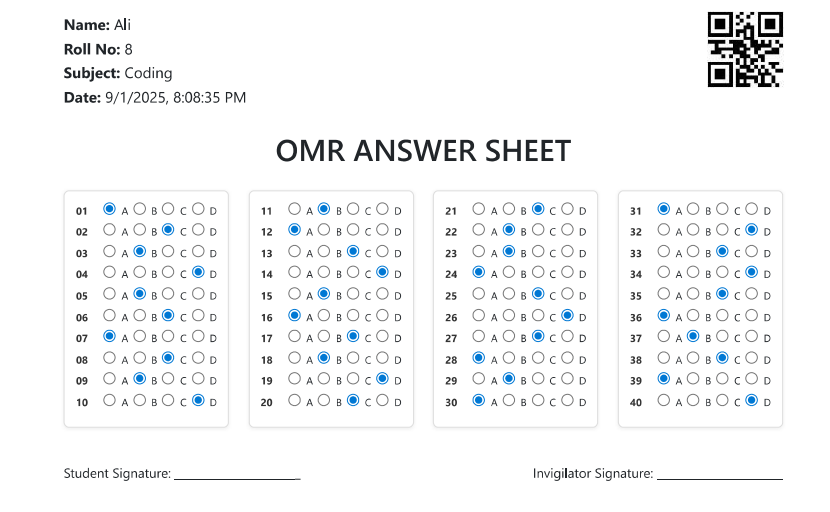 Name: Ali
Roll No: 8
Subject: Coding
Date: 9/1/2025, 8:08:35 PM
OMR ANSWER SHEET
01 A B C D
02 A B C D
03 A B C D
04 A B C D
05 A B C D
06 A B C D
07 A B C D
08 A B C D
09 A B C D
10 A B C D
11 A B C D
12 A B C D
13 A B C D
14 A B C D
15 A B C D
16 A B C D
17 A B C D
18 A B C D
19 A B C D
20 A B C D
21 A B C D
22 A B C D
23 A B C D
24 A B C D
25 A B C D
26 A B C D
27 A B C D
28 A B C D
29 A B C D
30 A B C D
31 A B C D
32 A B C D
33 A B C D
34 A B C D
35 A B C D
36 A B C D
37 A B C D
38 A B C D
39 A B C D
40 A B C D
Student Signature: 
Invigilator Signature: